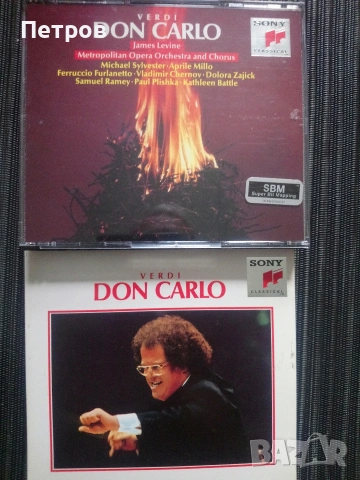 Петров
VERDI
DON CARLO
James Levine
Metropolitan Opera Orchestra and Chorus
Michael Sylvester · Aprile Millo
Ferruccio Furlanetto · Vladimir Chernov · Dolora Zajick
Samuel Ramey · Paul Plishka · Kathleen Battle
SONY
CLASSICAL
SBM
Super Bit Mapping
VERDI
DON CARLO
SONY
CLASSICAL
BAZAR